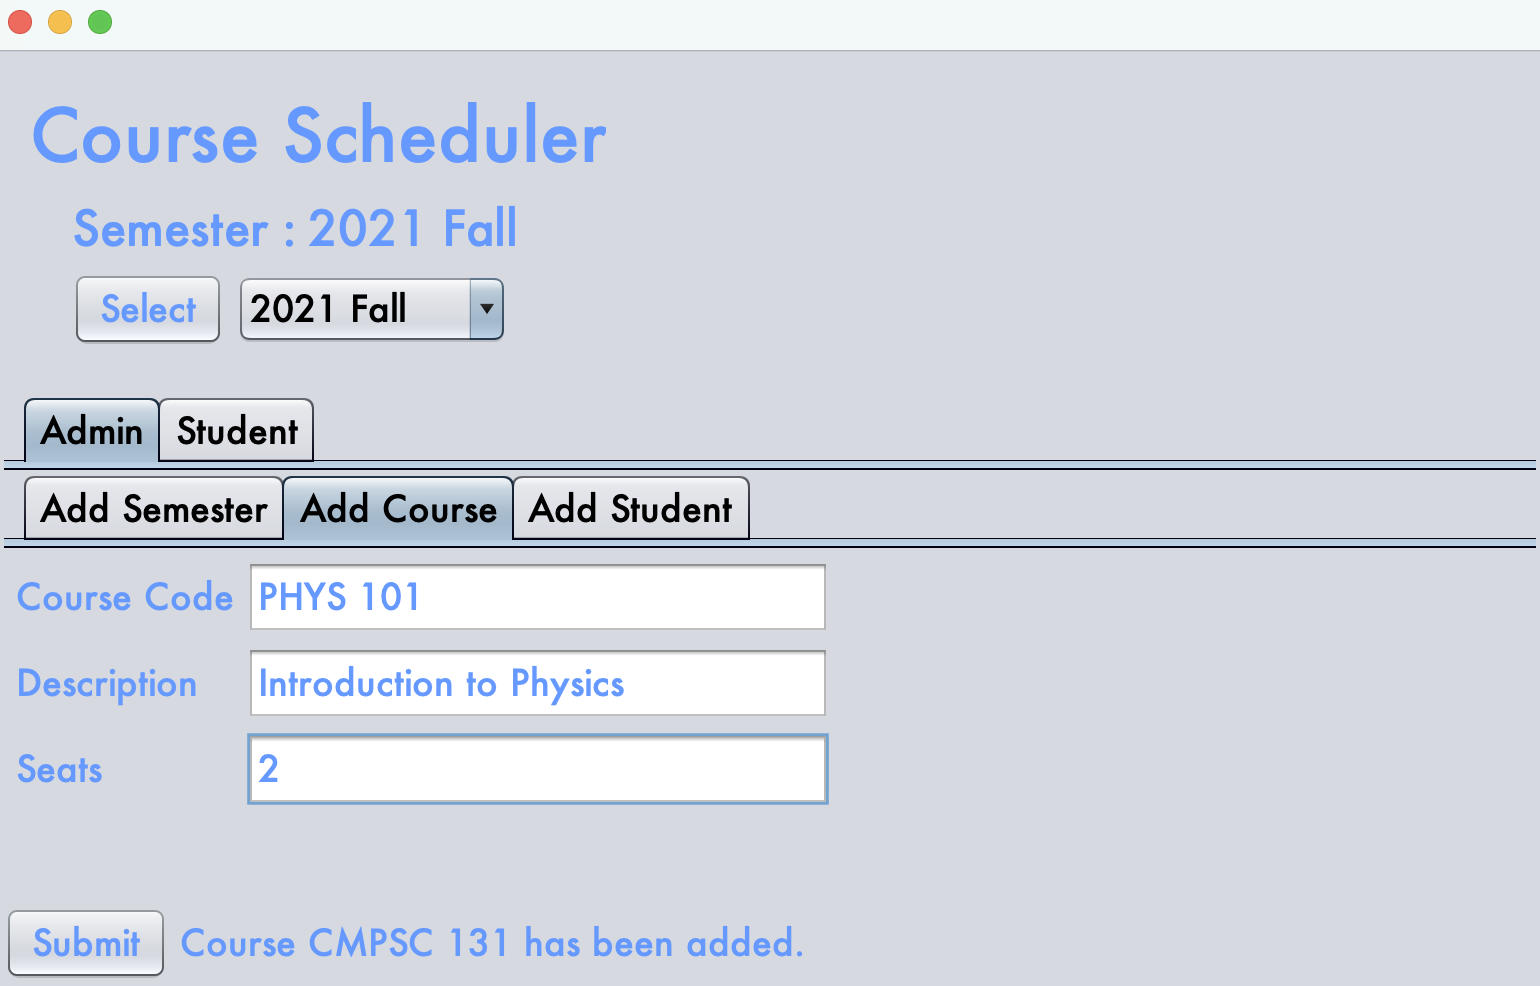 Course Scheduler
Semester : 2021 Fall
Select 2021 Fall
Admin Student
Add Semester Add Course Add Student
Course Code PHYS 101
Description Introduction to Physics
Seats 2
Submit Course CMPSC 131 has been added.